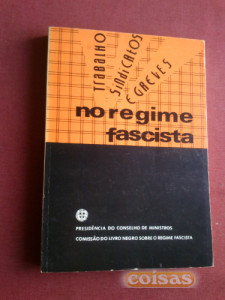 TRABALHO
SINDICATOS
E GREVES
no regime
fascista
PRESIDÊNCIA DO CONSELHO DE MINISTROS
COMISSÃO DO LIVRO NEGRO SOBRE O REGIME FASCISTA
coisas